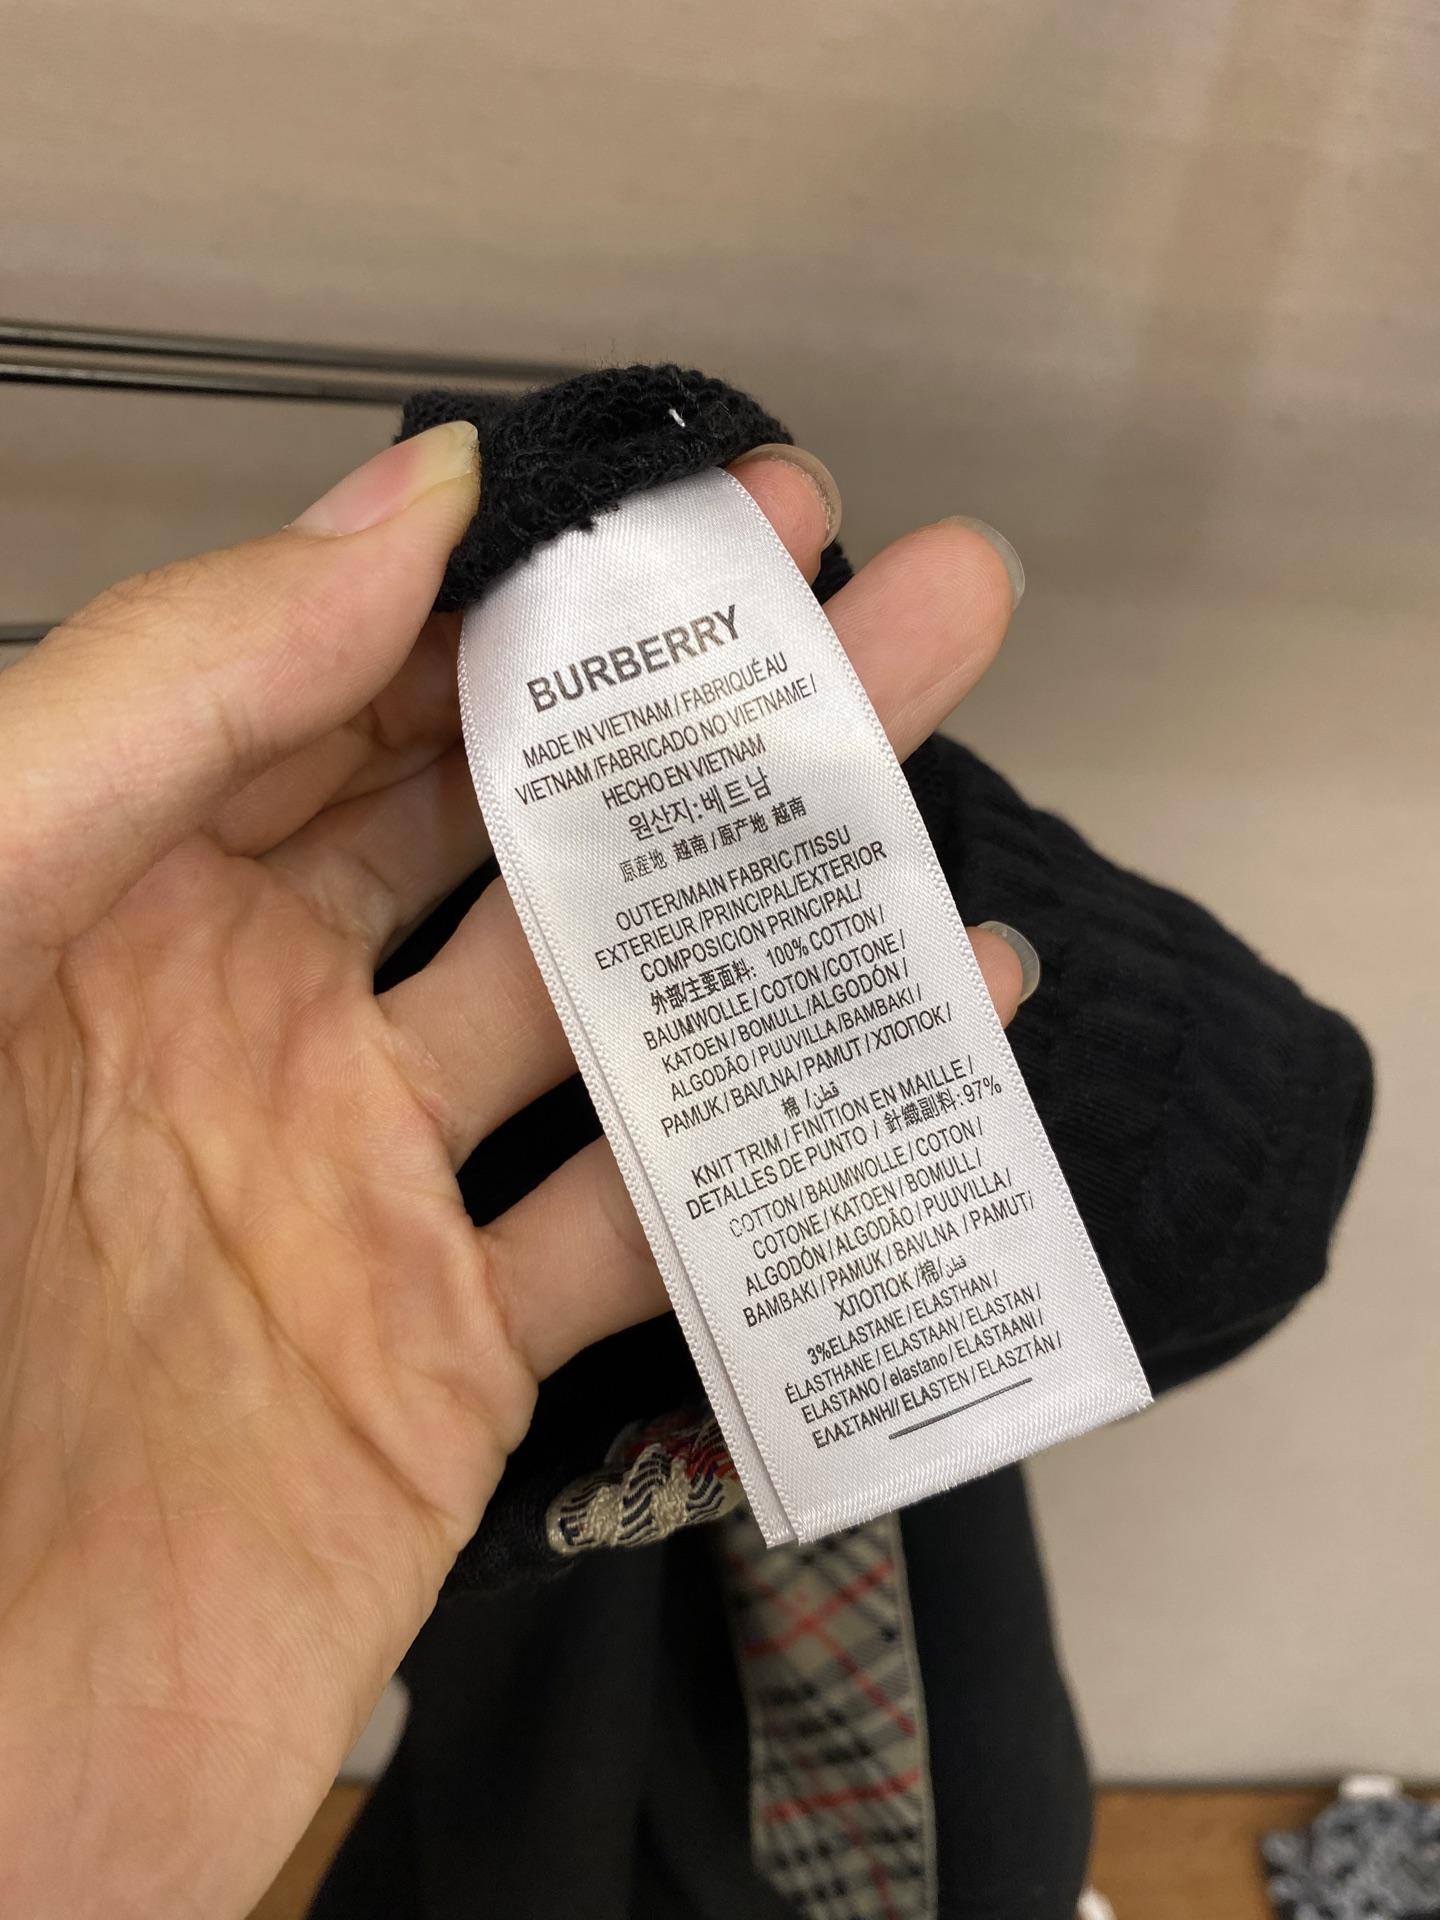 BURBERRY
MADE IN VIETNAM / FABRIQUÉ AU
VIETNAM /FABRICADO NO VIETNAME /
HECHO EN VIETNAM
원산지: 베트남
原産地 越南 / 原产地 越南
OUTER/MAIN FABRIC /TISSU
EXTERIEUR /PRINCIPAL/EXTERIOR
COMPOSICION PRINCIPAL/
外部/主要面料: 100% COTTON /
BAUMWOLLE / COTON /COTONE /
KATOEN / BOMULL /ALGODÓN /
ALGODÃO / PUUVILLA /BAMBAKI /
PAMUK / BAVLNA / PAMUT / ХЛОПОК /
棉 /قطن
KNIT TRIM / FINITION EN MAILLE /
DETALLES DE PUNTO / 針織副料: 97%
COTTON / BAUMWOLLE / COTON /
COTONE / KATOEN / BOMULL /
ALGODÓN / ALGODÃO / PUUVILLA /
BAMBAKI / PAMUK / BAVLNA / PAMUT/
ХЛОПОК /棉/قطن
3%ELASTANE / ELASTHAN /
ÉLASTHANE / ELASTAAN / ELASTAN /
ELASTANO / elastano / ELASTAANI /
ΕΛΑΣΤΑΝΗ// ELASTEN / ELASZTÁN /